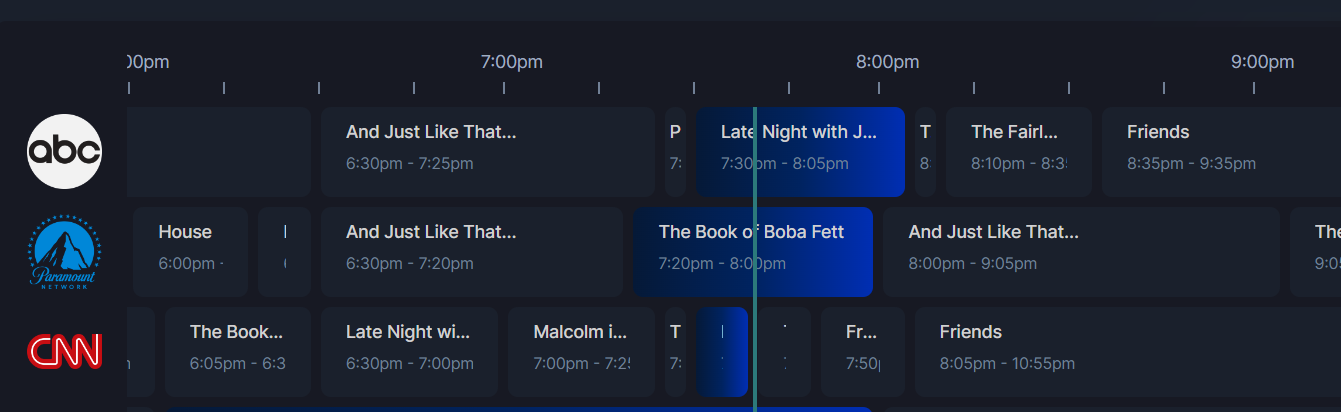 7:00pm
8:00pm
9:00pm
abc
And Just Like That...
6:30pm - 7:25pm
P
7:
Late Night with J...
7:30pm - 8:05pm
T
8:
The Fairl...
8:10pm - 8:3
Friends
8:35pm - 9:35pm
Paramount
NETWORK
House
6:00pm -
And Just Like That...
6:30pm - 7:20pm
The Book of Boba Fett
7:20pm - 8:00pm
And Just Like That...
8:00pm - 9:05pm
The
9:05
CNN
The Book...
6:05pm - 6:3
Late Night wi...
6:30pm - 7:00pm
Malcolm i...
7:00pm - 7:2
T
7:
Fr...
7:50
Friends
8:05pm - 10:55pm